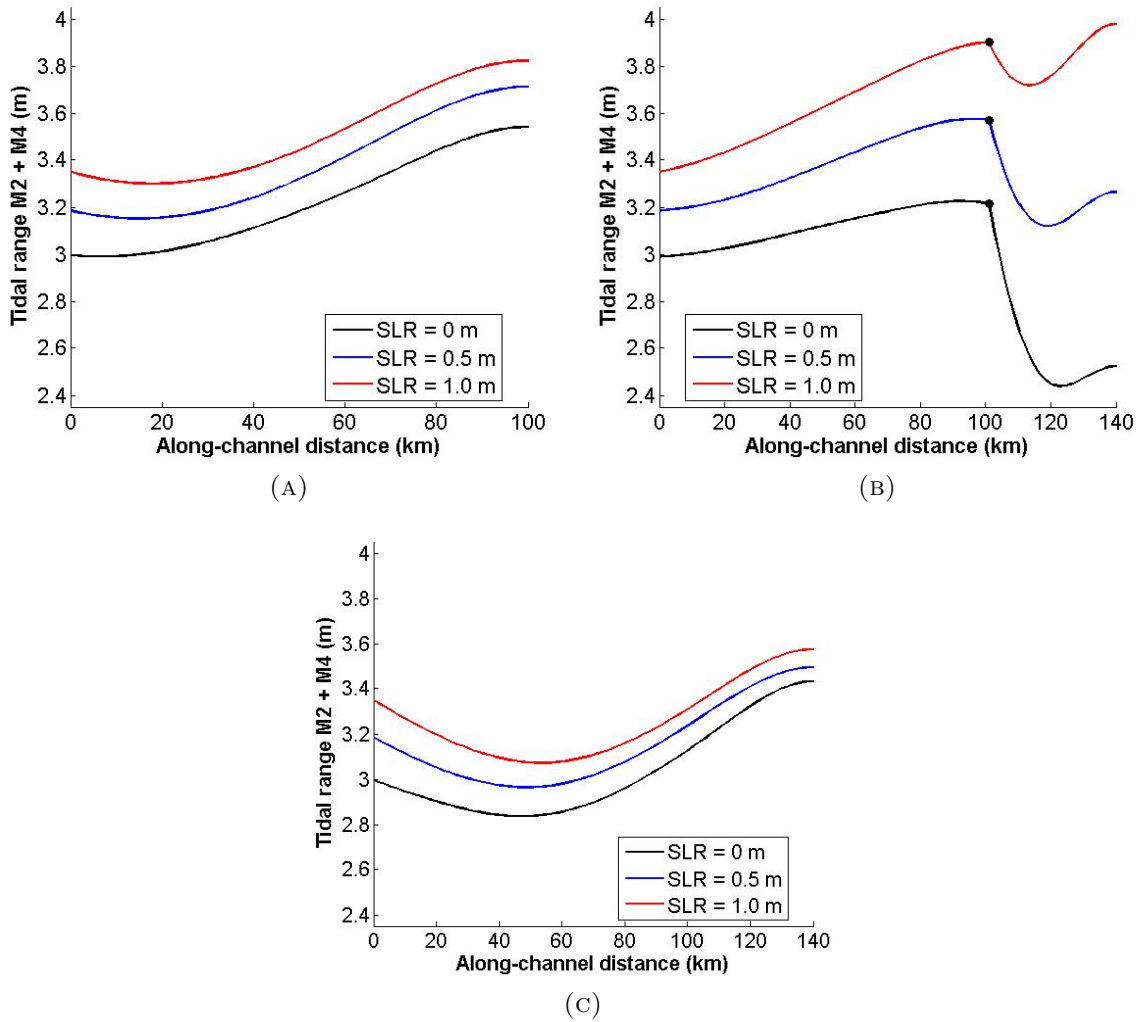 4
3.8
3.6
3.4
3.2
3
2.8
2.6
2.4
Tidal range M2 + M4 (m)
0 20 40 60 80 100
Along-channel distance (km)
SLR = 0 m
SLR = 0.5 m
SLR = 1.0 m
(A)
4
3.8
3.6
3.4
3.2
3
2.8
2.6
2.4
Tidal range M2 + M4 (m)
0 20 40 60 80 100 120 140
Along-channel distance (km)
SLR = 0 m
SLR = 0.5 m
SLR = 1.0 m
(B)
4
3.8
3.6
3.4
3.2
3
2.8
2.6
2.4
Tidal range M2 + M4 (m)
0 20 40 60 80 100 120 140
Along-channel distance (km)
SLR = 0 m
SLR = 0.5 m
SLR = 1.0 m
(C)